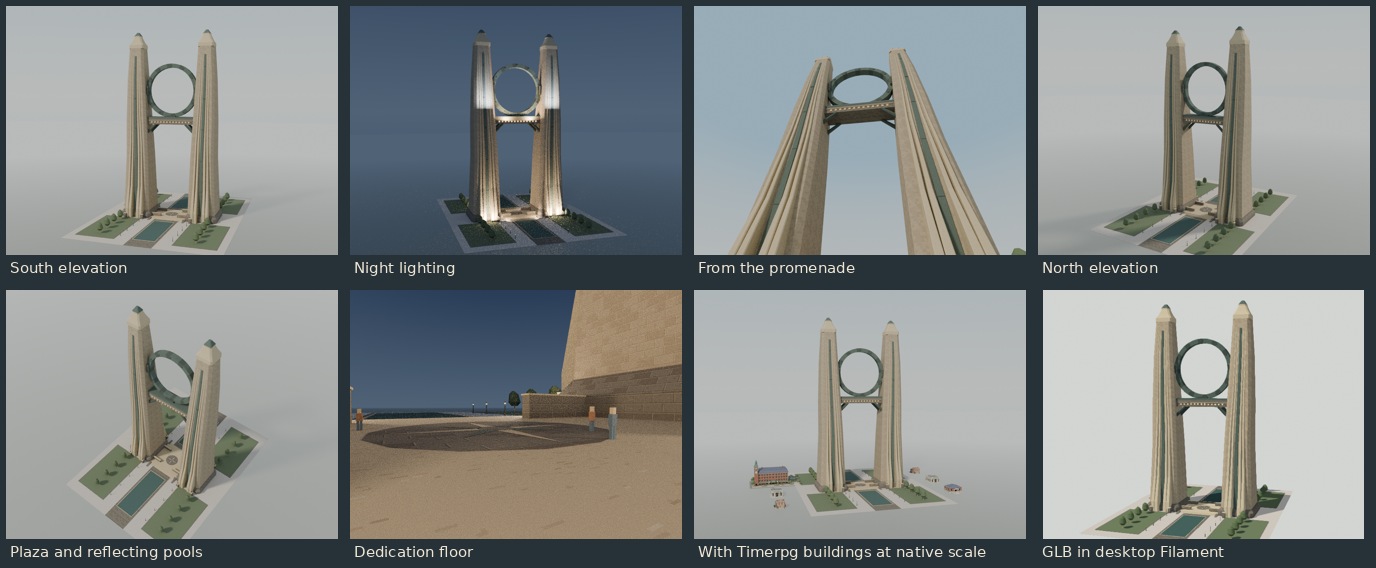 South elevation
Night lighting
From the promenade
North elevation
Plaza and reflecting pools
Dedication floor
With Timerpg buildings at native scale
GLB in desktop Filament